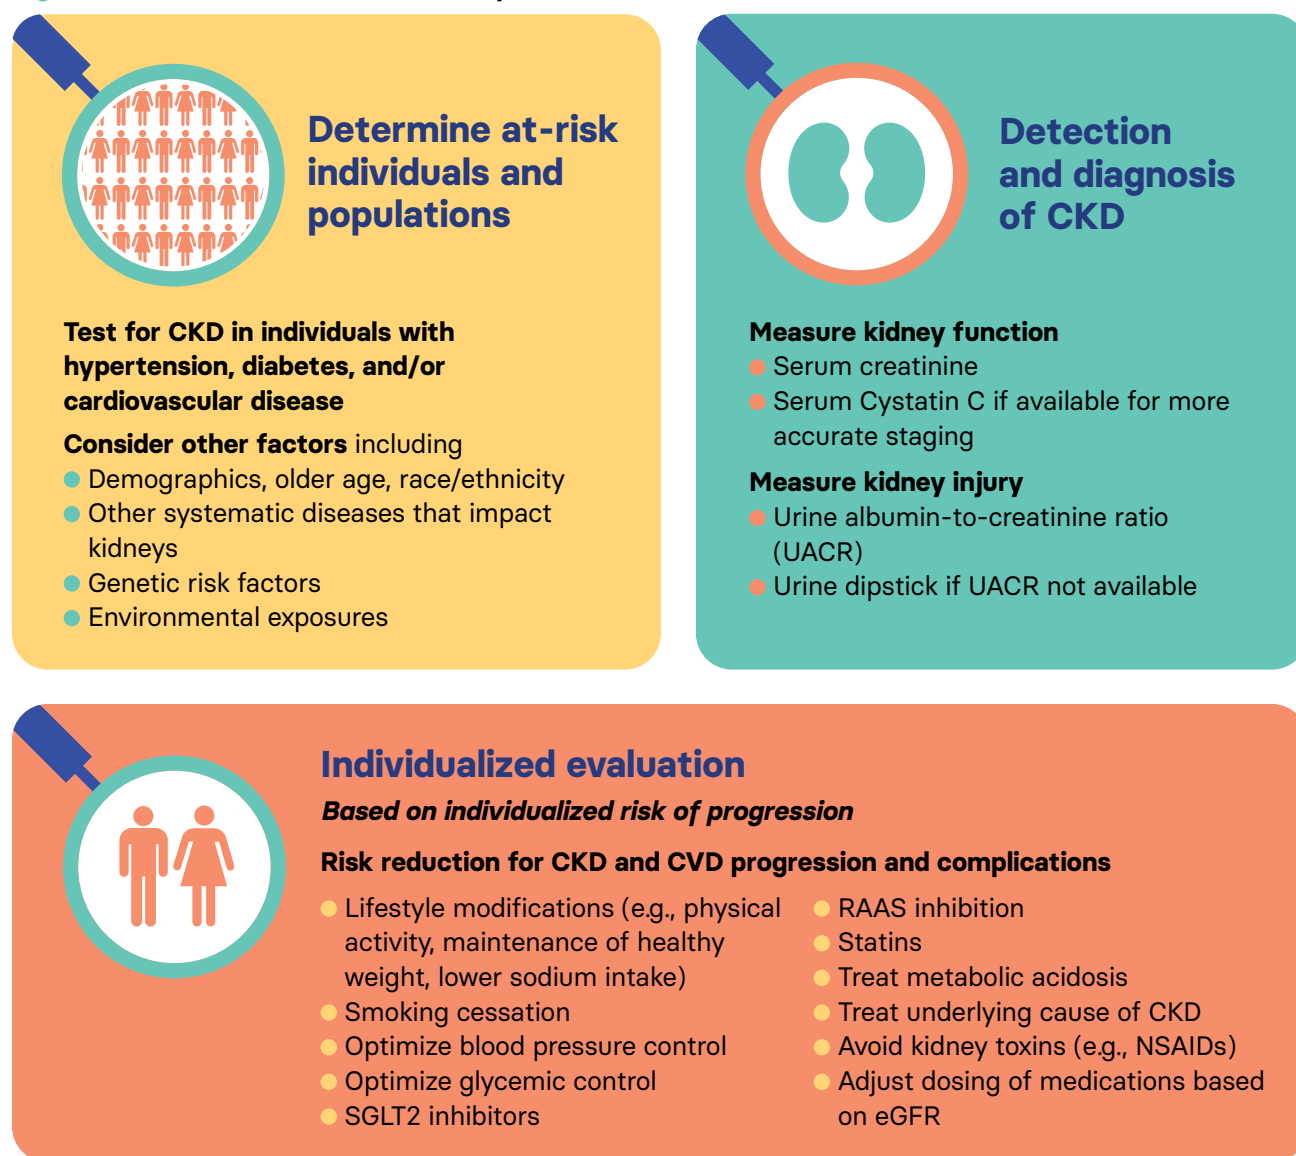 Determine at-risk
individuals and
populations
Test for CKD in individuals with
hypertension, diabetes, and/or
cardiovascular disease
Consider other factors including
Demographics, older age, race/ethnicity
Other systematic diseases that impact
kidneys
Genetic risk factors
Environmental exposures
Detection
and diagnosis
of CKD
Measure kidney function
Serum creatinine
Serum Cystatin C if available for more
accurate staging
Measure kidney injury
Urine albumin-to-creatinine ratio
(UACR)
Urine dipstick if UACR not available
Individualized evaluation
Based on individualized risk of progression
Risk reduction for CKD and CVD progression and complications
Lifestyle modifications (e.g., physical
activity, maintenance of healthy
weight, lower sodium intake)
Smoking cessation
Optimize blood pressure control
Optimize glycemic control
SGLT2 inhibitors
RAAS inhibition
Statins
Treat metabolic acidosis
Treat underlying cause of CKD
Avoid kidney toxins (e.g., NSAIDs)
Adjust dosing of medications based
on eGFR